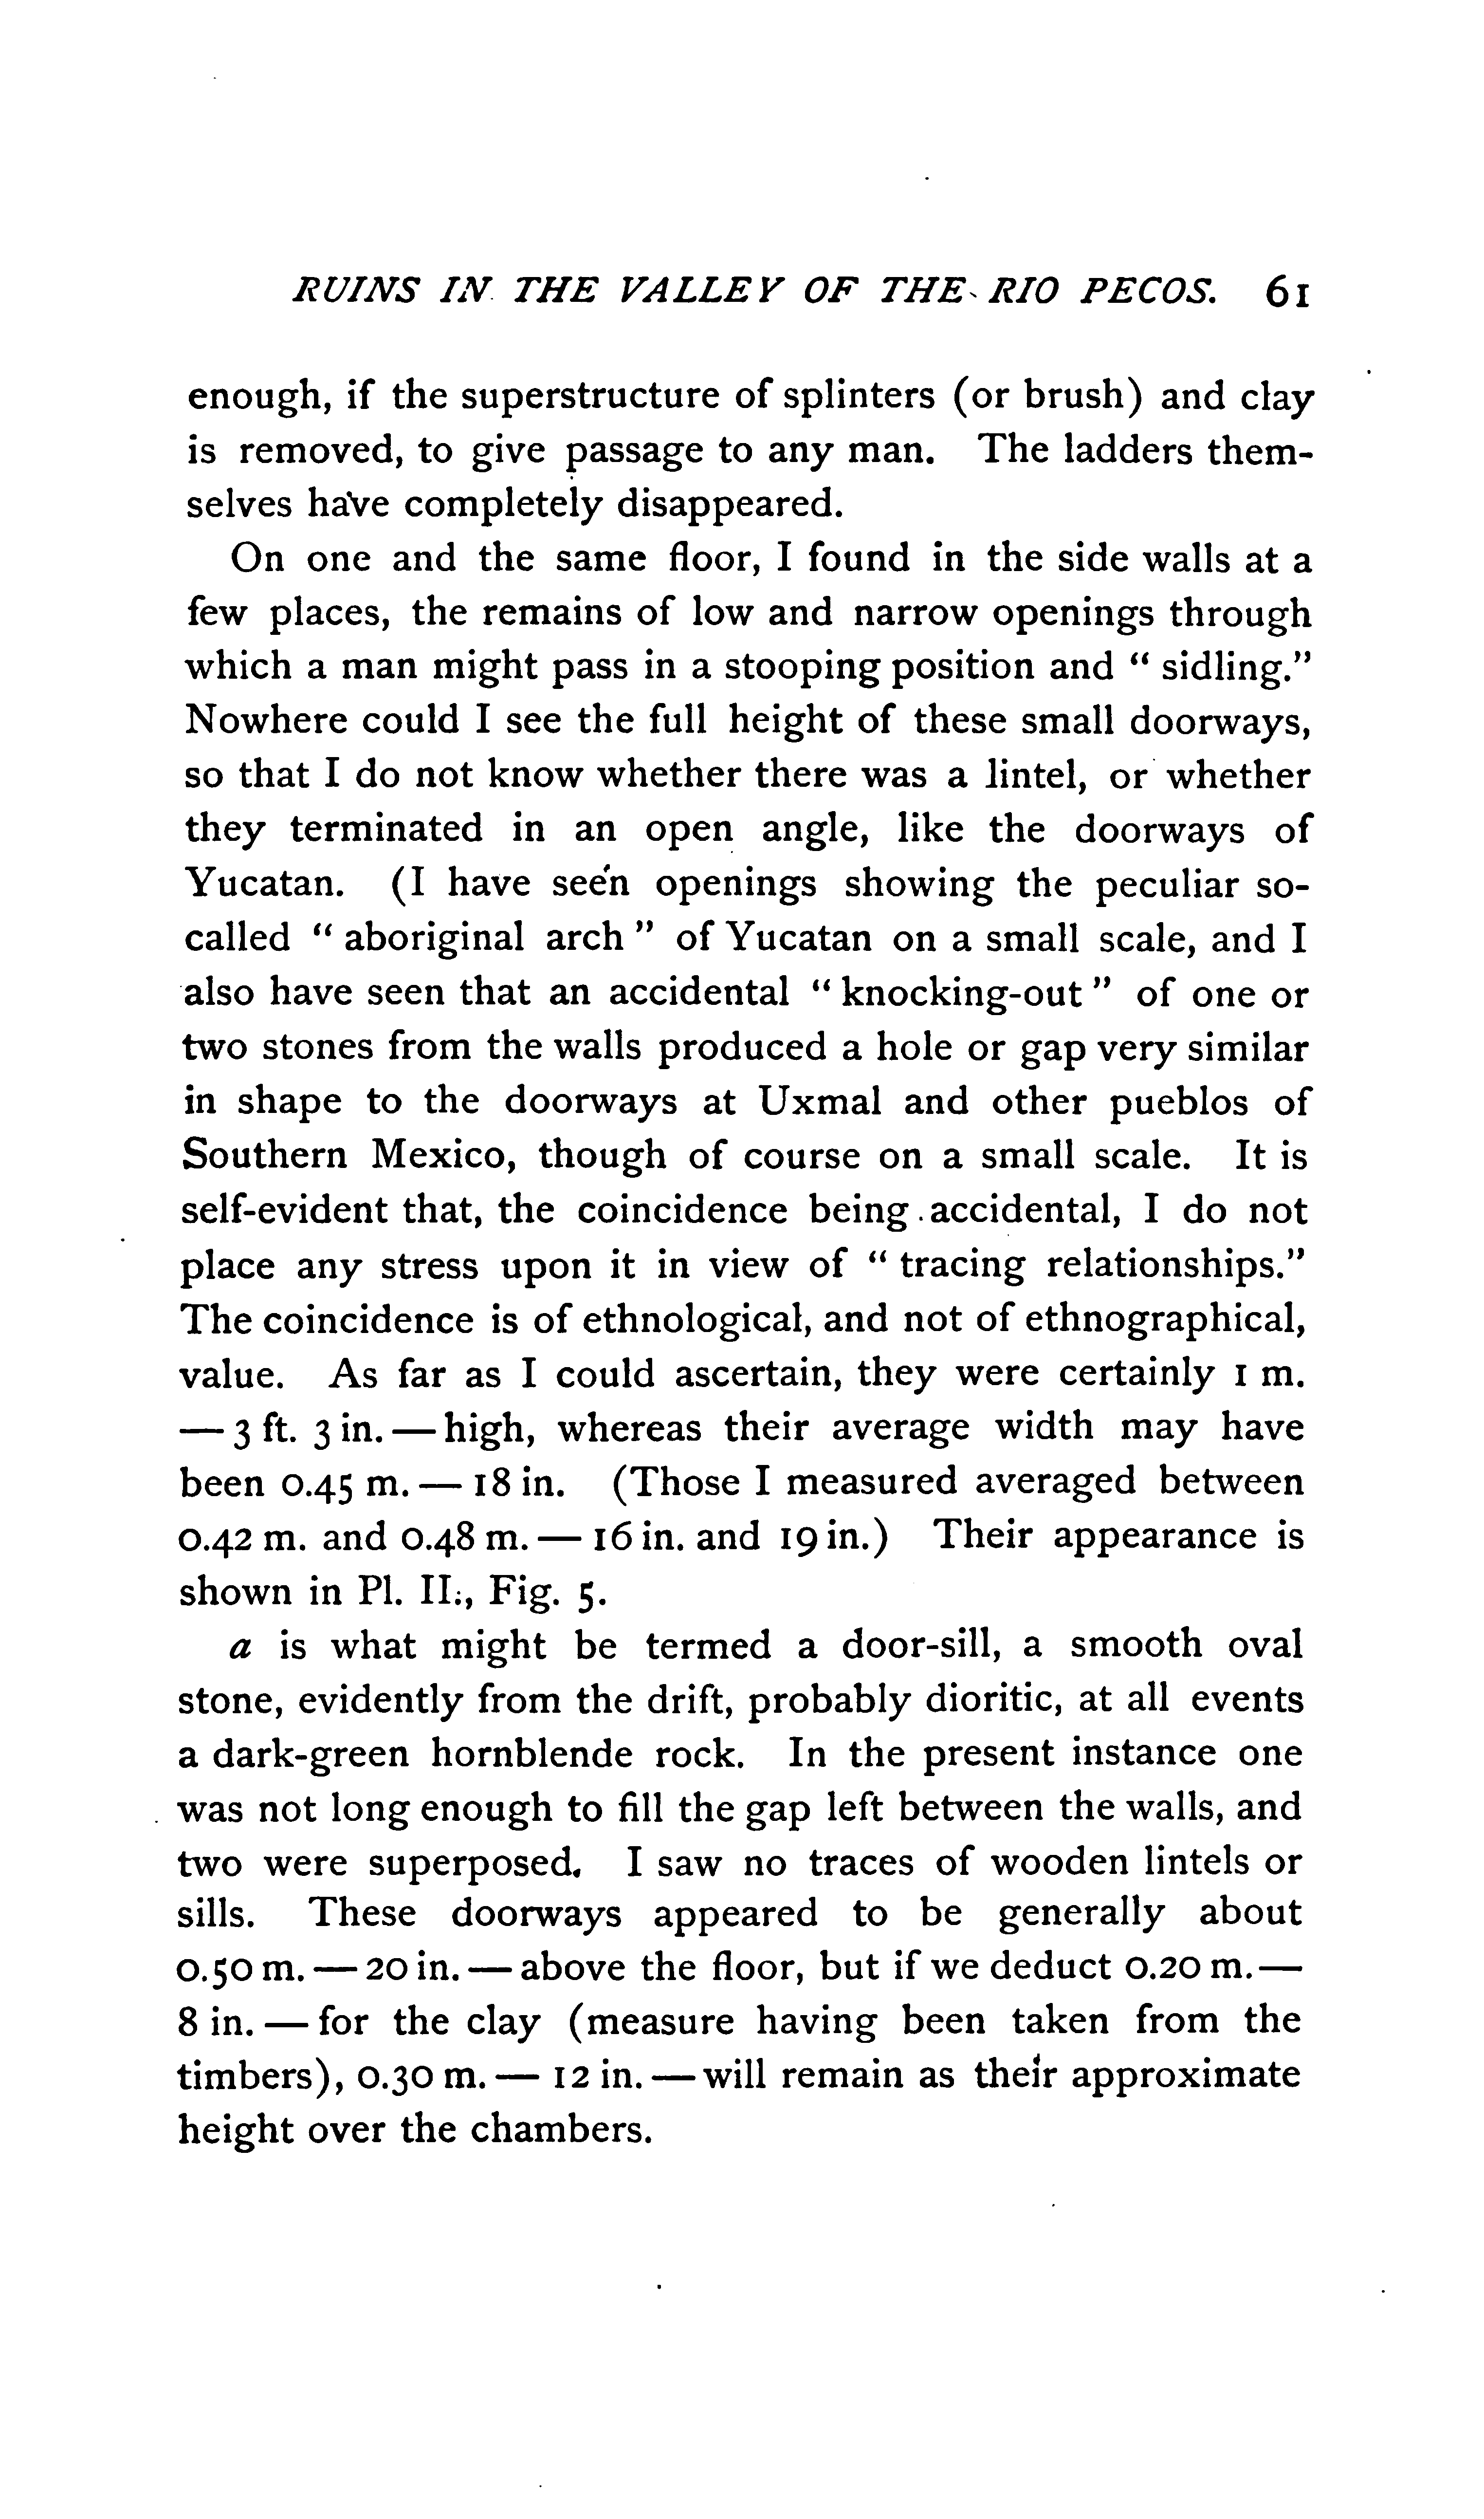 RUINS IN THE VALLEY OF THE RIO PECOS. 61
enough, if the superstructure of splinters (or brush) and clay
is removed, to give passage to any man. The ladders them-
selves have completely disappeared.
On one and the same floor, I found in the side walls at a
few places, the remains of low and narrow openings through
which a man might pass in a stooping position and “ sidling.”
Nowhere could I see the full height of these small doorways,
so that I do not know whether there was a lintel, or whether
they terminated in an open angle, like the doorways of
Yucatan. (I have seen openings showing the peculiar so-
called “ aboriginal arch ” of Yucatan on a small scale, and I
also have seen that an accidental “ knocking-out ” of one or
two stones from the walls produced a hole or gap very similar
in shape to the doorways at Uxmal and other pueblos of
Southern Mexico, though of course on a small scale. It is
self-evident that, the coincidence being accidental, I do not
place any stress upon it in view of “ tracing relationships.”
The coincidence is of ethnological, and not of ethnographical,
value. As far as I could ascertain, they were certainly 1 m.
— 3 ft. 3 in. — high, whereas their average width may have
been 0.45 m. — 18 in. (Those I measured averaged between
0.42 m. and 0.48 m. — 16 in. and 19 in.) Their appearance is
shown in Pl. II., Fig. 5.
a is what might be termed a door-sill, a smooth oval
stone, evidently from the drift, probably dioritic, at all events
a dark-green hornblende rock. In the present instance one
was not long enough to fill the gap left between the walls, and
two were superposed. I saw no traces of wooden lintels or
sills. These doorways appeared to be generally about
0.50 m. — 20 in. — above the floor, but if we deduct 0.20 m. —
8 in. — for the clay (measure having been taken from the
timbers), 0.30 m. — 12 in. — will remain as their approximate
height over the chambers.